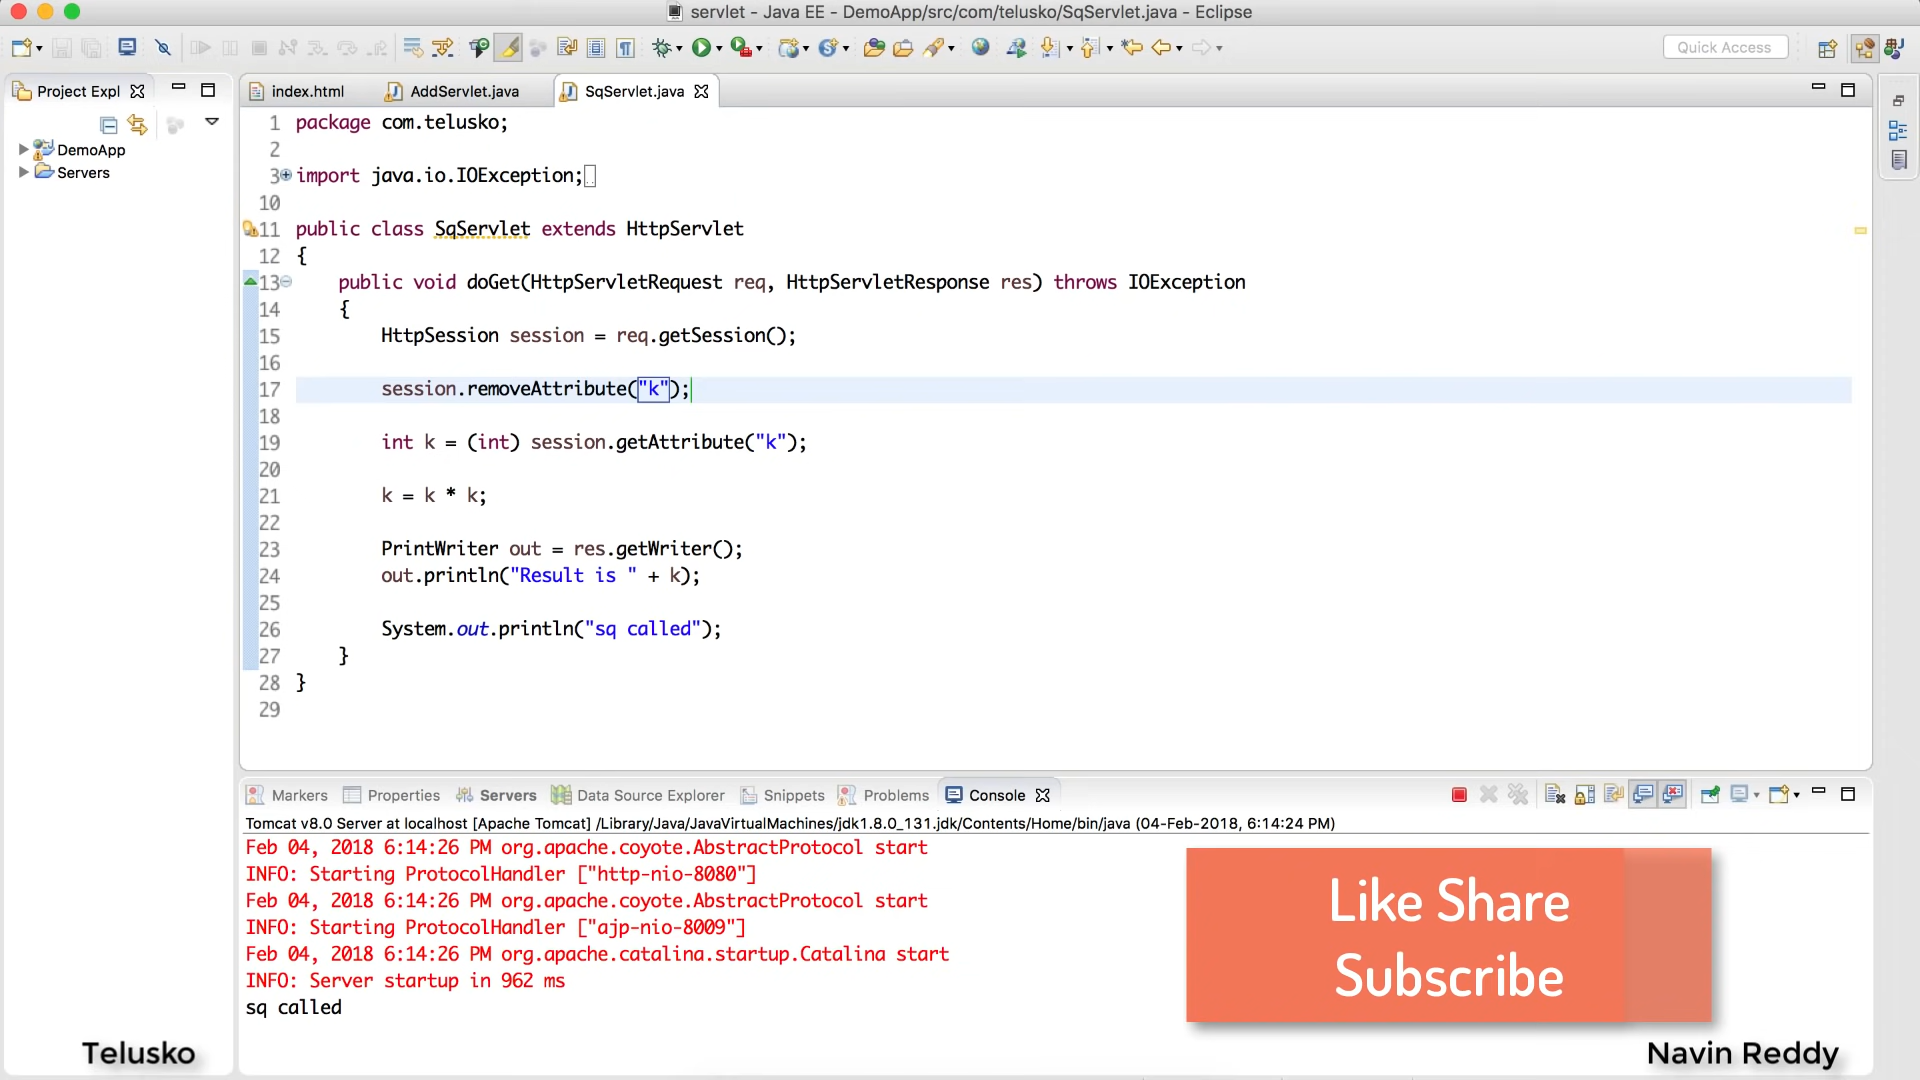 servlet - Java EE - DemoApp/src/com/telusko/SqServlet.java - Eclipse
Quick Access
Project Expl
index.html
AddServlet.java
SqServlet.java
DemoApp
Servers
1 package com.telusko;
2
3 import java.io.IOException;
10
11 public class SqServlet extends HttpServlet
12 {
13 public void doGet(HttpServletRequest req, HttpServletResponse res) throws IOException
14 {
15 HttpSession session = req.getSession();
16
17 session.removeAttribute("k");
18
19 int k = (int) session.getAttribute("k");
20
21 k = k * k;
22
23 PrintWriter out = res.getWriter();
24 out.println("Result is " + k);
25
26 System.out.println("sq called");
27 }
28 }
29
Markers Properties Servers Data Source Explorer Snippets Problems Console
Tomcat v8.0 Server at localhost [Apache Tomcat] /Library/Java/JavaVirtualMachines/jdk1.8.0_131.jdk/Contents/Home/bin/java (04-Feb-2018, 6:14:24 PM)
Feb 04, 2018 6:14:26 PM org.apache.coyote.AbstractProtocol start
INFO: Starting ProtocolHandler ["http-nio-8080"]
Feb 04, 2018 6:14:26 PM org.apache.coyote.AbstractProtocol start
INFO: Starting ProtocolHandler ["ajp-nio-8009"]
Feb 04, 2018 6:14:26 PM org.apache.catalina.startup.Catalina start
INFO: Server startup in 962 ms
sq called
Like Share
Subscribe
Telusko
Navin Reddy